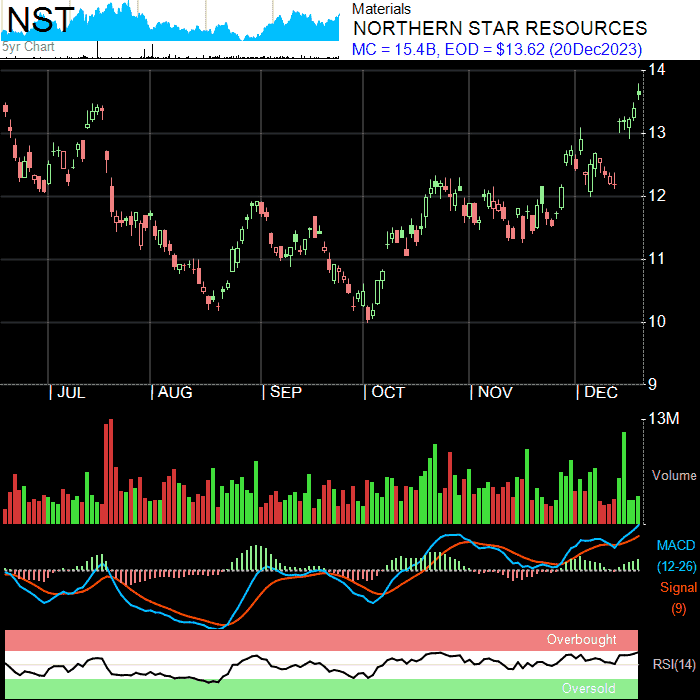 NST
5yr Chart
Materials
NORTHERN STAR RESOURCES
MC = 15.4B, EOD = $13.62 (20Dec2023)
14
13
12
11
10
9
| JUL | AUG | SEP | OCT | NOV | DEC
13M
Volume
MACD
(12-26)
Signal
(9)
Overbought
RSI(14)
Oversold